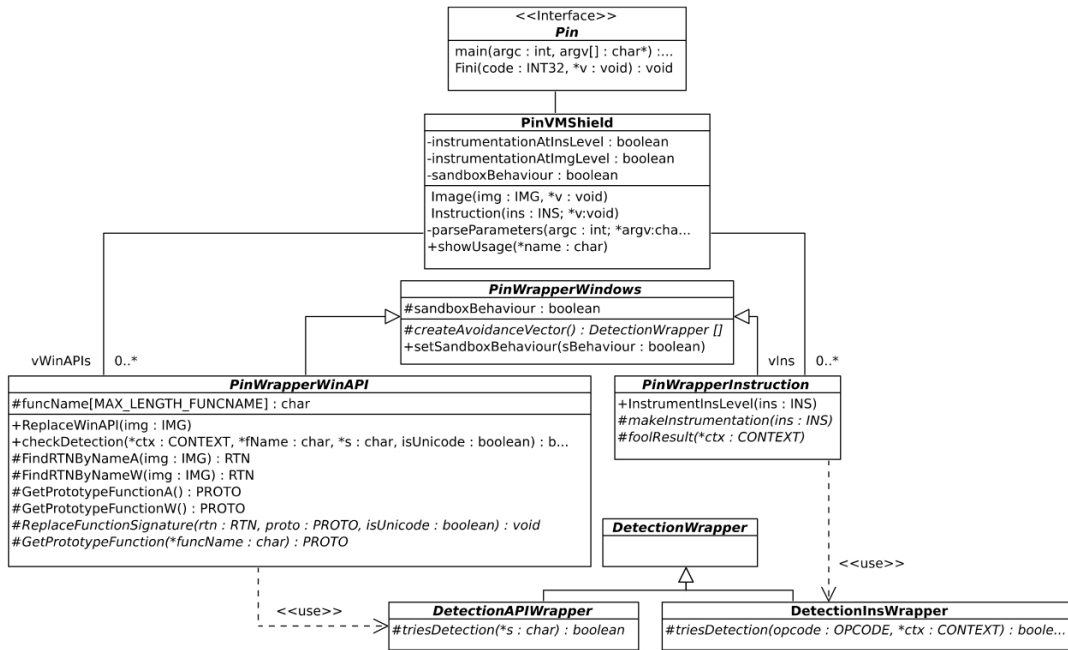 <<Interface>>
Pin
main(argc : int, argv[] : char*) :...
Fini(code : INT32, *v : void) : void
PinVMShield
-instrumentationAtInsLevel : boolean
-instrumentationAtImgLevel : boolean
-sandboxBehaviour : boolean
Image(img : IMG, *v : void)
Instruction(ins : INS; *v:void)
-parseParameters(argc : int; *argv:cha...
+showUsage(*name : char)
PinWrapperWindows
#sandboxBehaviour : boolean
#createAvoidanceVector() : DetectionWrapper []
+setSandboxBehaviour(sBehaviour : boolean)
vWinAPIs 0..*
vIns 0..*
PinWrapperWinAPI
#funcName[MAX_LENGTH_FUNCNAME] : char
+ReplaceWinAPI(img : IMG)
+checkDetection(*ctx : CONTEXT, *fName : char, *s : char, isUnicode : boolean) : b...
#FindRTNByNameA(img : IMG) : RTN
#FindRTNByNameW(img : IMG) : RTN
#GetPrototypeFunctionA() : PROTO
#GetPrototypeFunctionW() : PROTO
#ReplaceFunctionSignature(rtn : RTN, proto : PROTO, isUnicode : boolean) : void
#GetPrototypeFunction(*funcName : char) : PROTO
PinWrapperInstruction
+InstrumentInsLevel(ins : INS)
#makeInstrumentation(ins : INS)
#foolResult(*ctx : CONTEXT)
DetectionWrapper
<<use>>
<<use>>
DetectionAPIWrapper
#triesDetection(*s : char) : boolean
DetectionInsWrapper
#triesDetection(opcode : OPCODE, *ctx : CONTEXT) : boole...